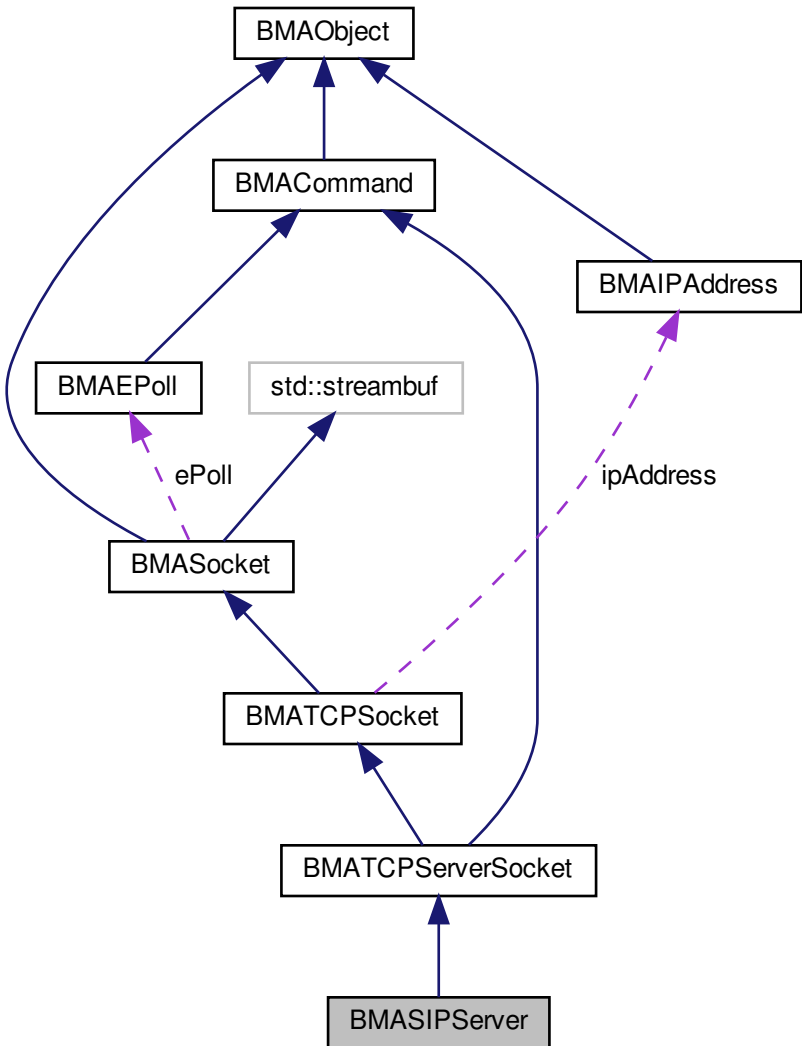 BMAObject
BMACommand
BMAIPAddress
BMAEPoll
std::streambuf
ePoll
ipAddress
BMASocket
BMATCPSocket
BMATCPServerSocket
BMASIPServer